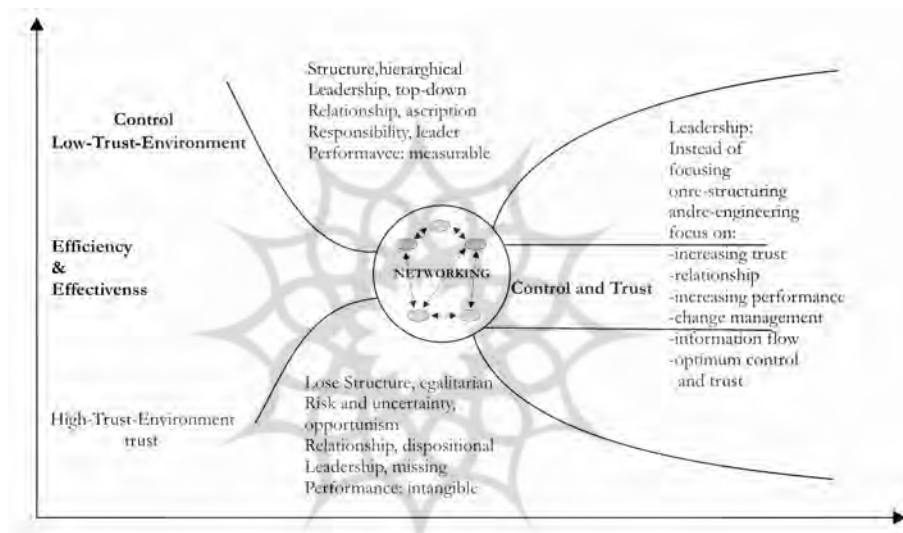 Structure,hierarghical
Leadership, top-down
Relationship, ascription
Responsibility, leader
Performavce: measurable
Control
Low-Trust-Environment
Efficiency
&
Effectivenss
High-Trust-Environment
trust
NETWORKING
Control and Trust
Lose Structure, egalitarian
Risk and uncertainty,
opportunism
Relationship, dispositional
Leadership, missing
Performance: intangible
Leadership:
Instead of
focusing
onre-structuring
andre-engineering
focus on:
-increasing trust
-relationship
-increasing performance
-change management
-information flow
-optimum control
and trust